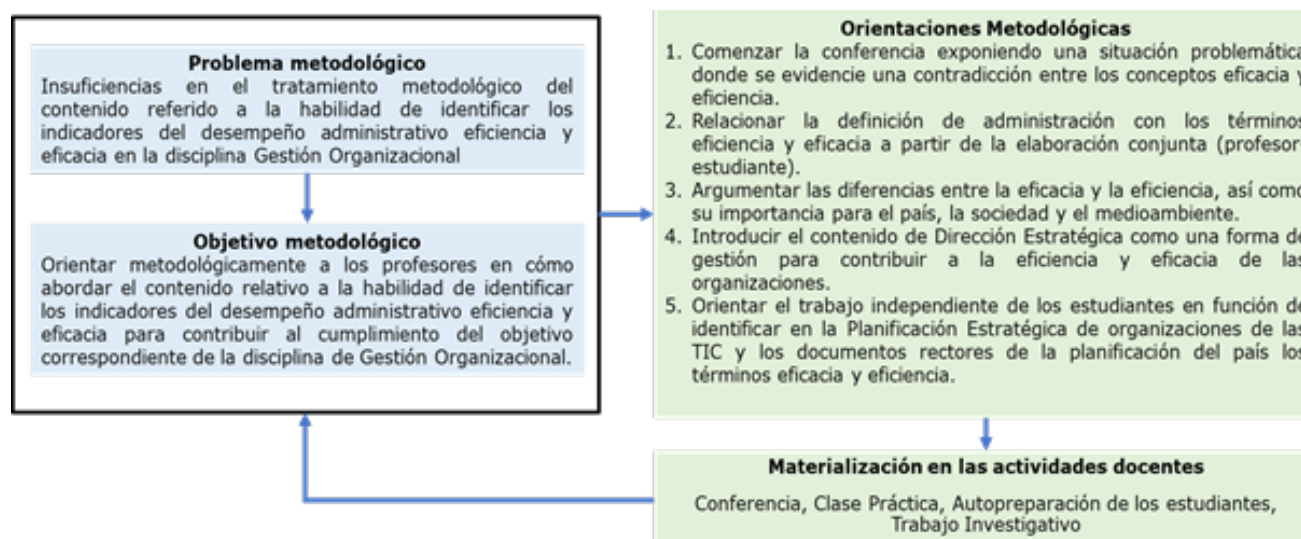 Problema metodológico
Insuficiencias en el tratamiento metodológico del
contenido referido a la habilidad de identificar los
indicadores del desempeño administrativo eficiencia y
eficacia en la disciplina Gestión Organizacional
Objetivo metodológico
Orientar metodológicamente a los profesores en cómo
abordar el contenido relativo a la habilidad de identificar
los indicadores del desempeño administrativo eficiencia y
eficacia para contribuir al cumplimiento del objetivo
correspondiente de la disciplina de Gestión Organizacional.
Orientaciones Metodológicas
1. Comenzar la conferencia exponiendo una situación problemática
donde se evidencie una contradicción entre los conceptos eficacia y
eficiencia.
2. Relacionar la definición de administración con los términos
eficiencia y eficacia a partir de la elaboración conjunta (profesor-
estudiante).
3. Argumentar las diferencias entre la eficacia y la eficiencia, así como
su importancia para el país, la sociedad y el medioambiente.
4. Introducir el contenido de Dirección Estratégica como una forma de
gestión para contribuir a la eficiencia y eficacia de las
organizaciones.
5. Orientar el trabajo independiente de los estudiantes en función de
identificar en la Planificación Estratégica de organizaciones de las
TIC y los documentos rectores de la planificación del país los
términos eficacia y eficiencia.
Materialización en las actividades docentes
Conferencia, Clase Práctica, Autopreparación de los estudiantes,
Trabajo Investigativo